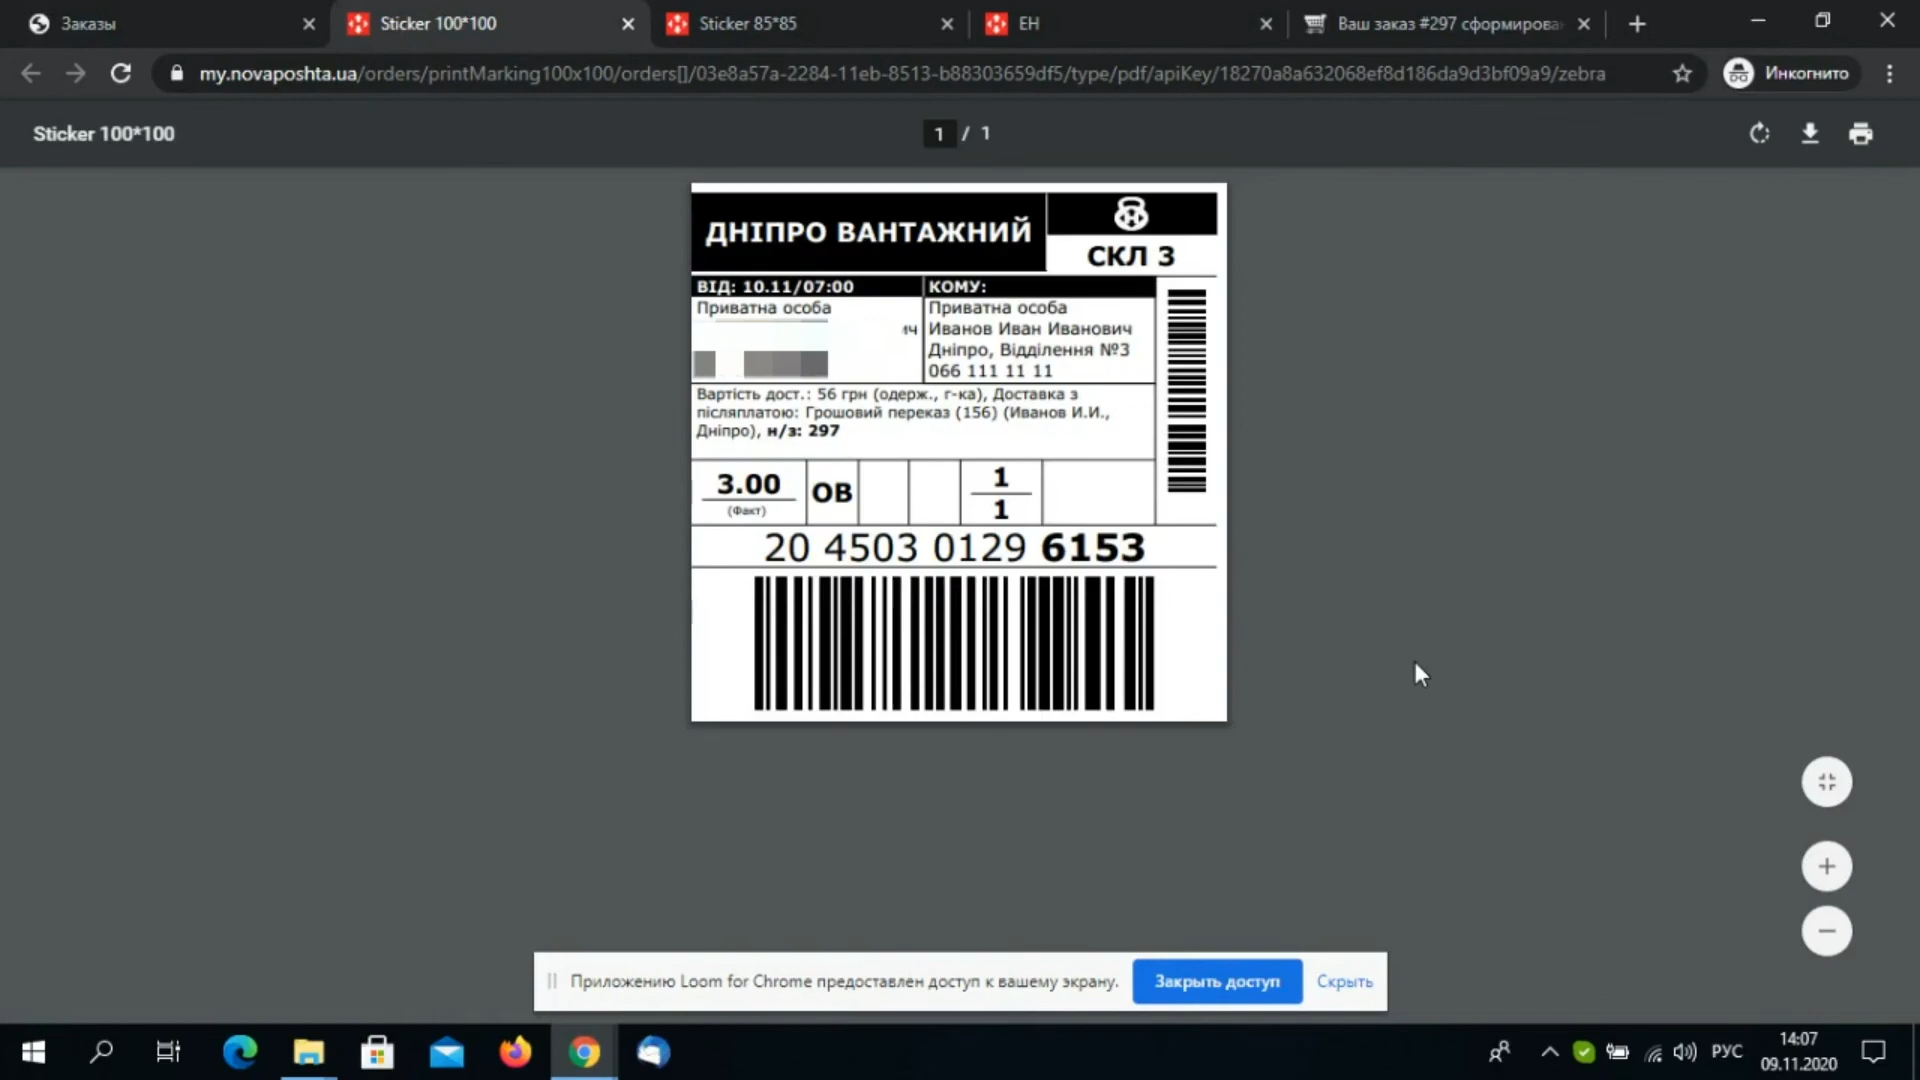 Заказы
Sticker 100*100
Sticker 85*85
ЕН
Ваш заказ #297 сформирова
my.novaposhta.ua/orders/printMarking100x100/orders[]/03e8a57a-2284-11eb-8513-b88303659df5/type/pdf/apiKey/18270a8a632068ef8d186da9d3bf09a9/zebra
Инкогнито
Sticker 100*100
1 / 1
ДНІПРО ВАНТАЖНИЙ
СКЛ 3
ВІД: 10.11/07:00
КОМУ:
Приватна особа
ич
Приватна особа
Иванов Иван Иванович
Дніпро, Відділення №3
066 111 11 11
Вартість дост.: 56 грн (одерж., г-ка), Доставка з
післяплатою: Грошовий переказ (156) (Иванов И.И.,
Дніпро), н/з: 297
3.00
(Факт)
ОВ
1
1
20 4503 0129 6153
Приложению Loom for Chrome предоставлен доступ к вашему экрану.
Закрыть доступ
Скрыть
РУС
14:07
09.11.2020